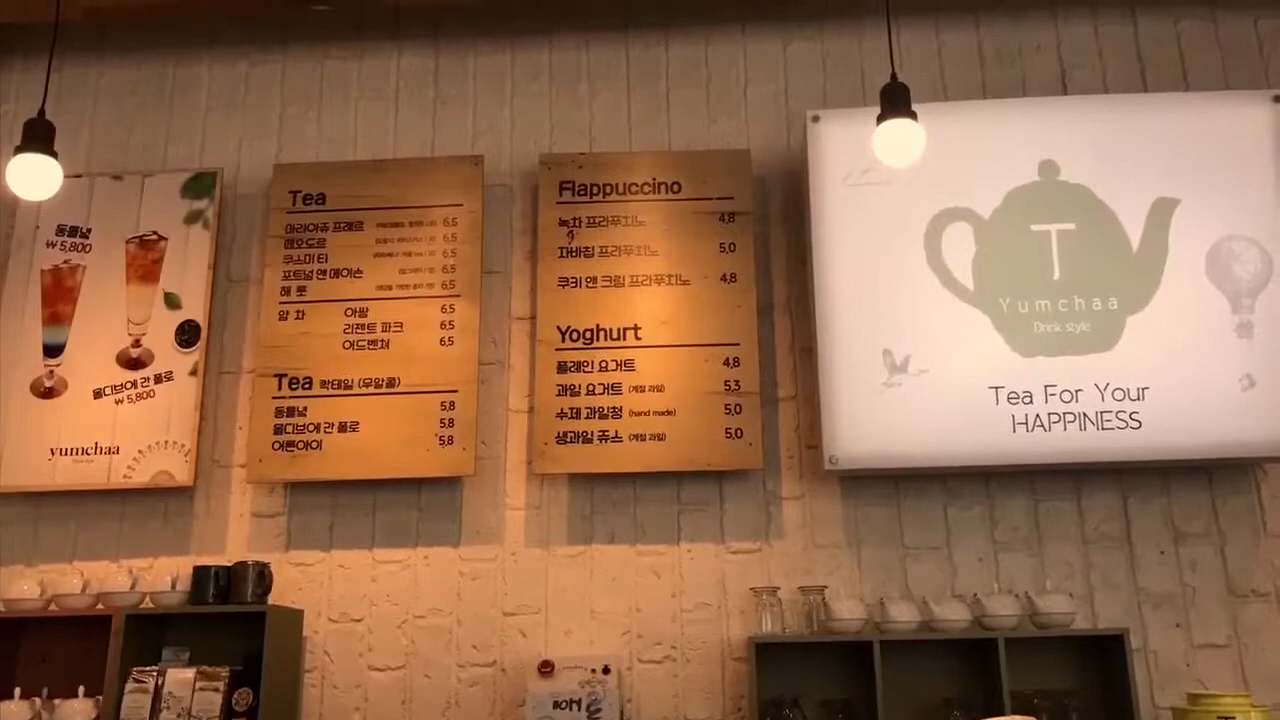 동틀녘
₩5,800
올디브에 간 폴로
₩5,800
yumchaa
Tea
마리아쥬 프레르 6,5
떼오도르 6,5
쿠스미 티 6,5
포트넘 앤 메이슨 6,5
헤롯 6,5
얌 차 아쌈 6,5
리젠트 파크 6,5
어드벤쳐 6,5
Tea 칵테일 (무알콜)
동틀녘 5,8
올디브에 간 폴로 5,8
어른아이 5,8
Flappuccino
녹차 프라푸치노 4,8
자바칩 프라푸치노 5,0
쿠키 앤 크림 프라푸치노 4,8
Yoghurt
플레인 요거트 4,8
과일 요거트 (계절 과일) 5,3
수제 과일청 (hand made) 5,0
생과일 쥬스 (계절 과일) 5,0
T
Yumchaa
Drink style
Tea For Your
HAPPINESS